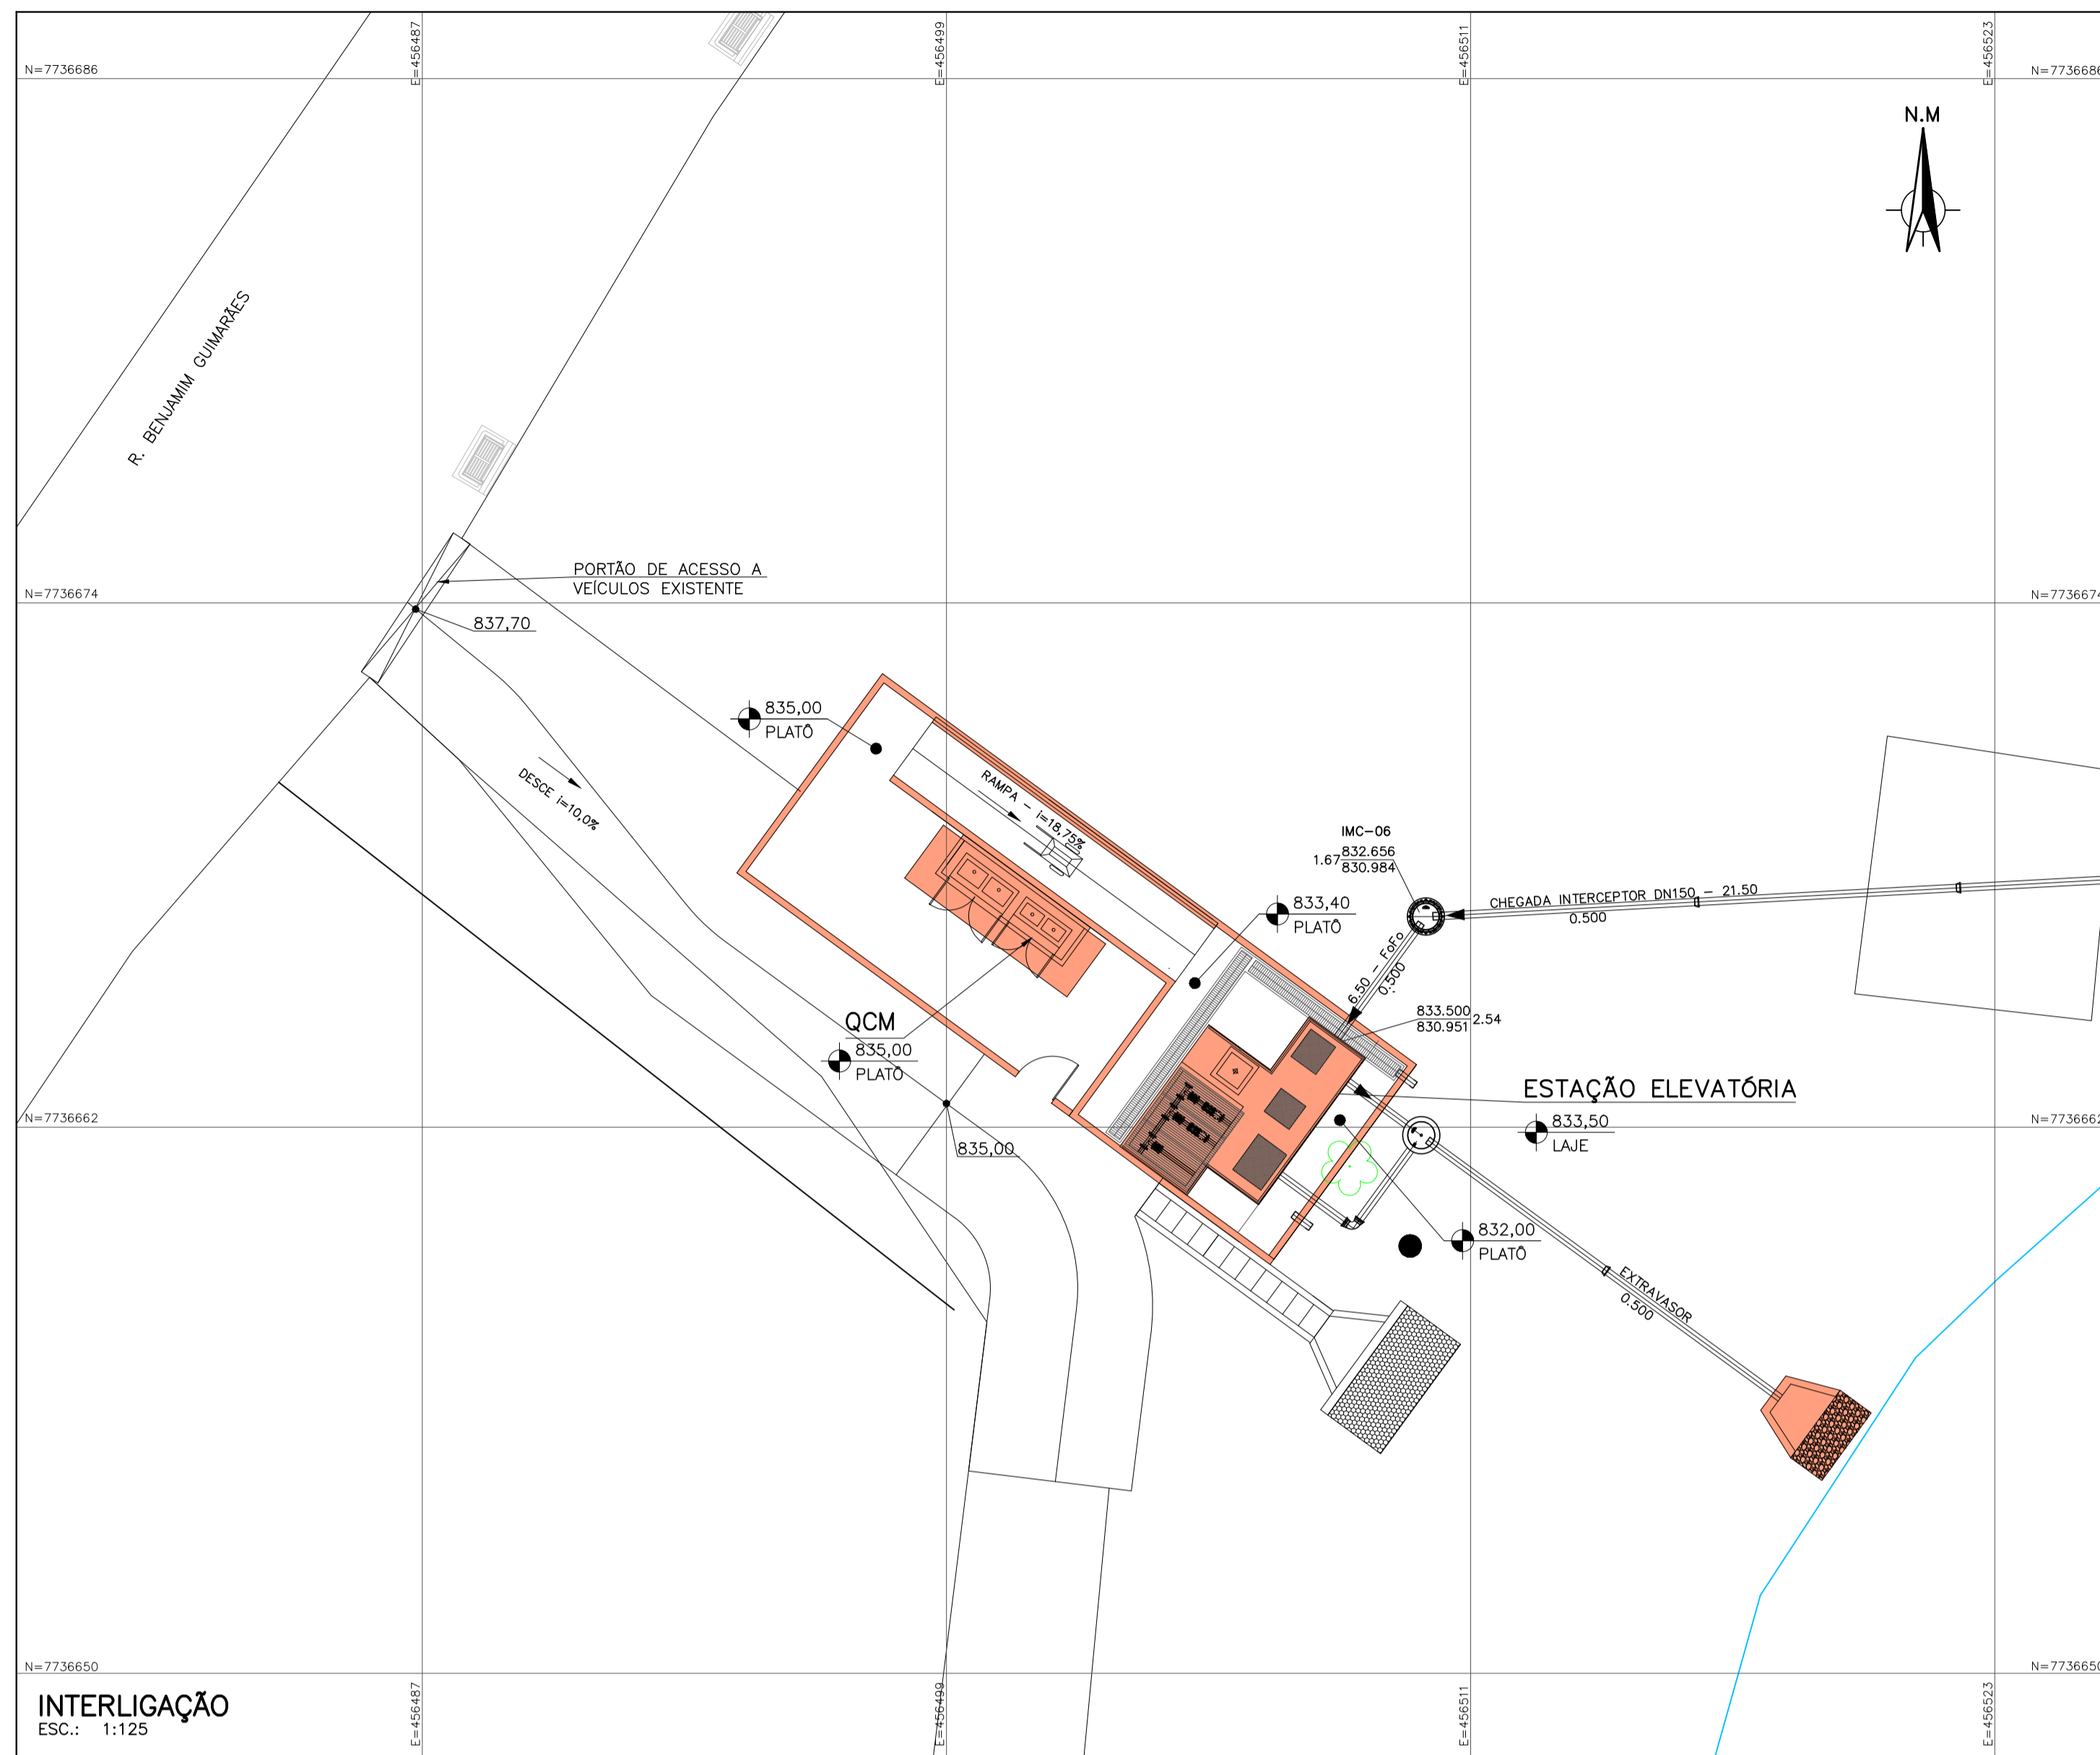 E=456487
E=456499
E=456511
E=456523
N=7736686
N=7736686
N.M
R. BENJAMIM GUIMARÃES
PORTÃO DE ACESSO A
VEÍCULOS EXISTENTE
N=7736674
N=7736674
837,70
835,00
PLATÔ
DESCE i=10,0%
RAMPA - i=18,75%
IMC-06
832.656
1.67
830.984
CHEGADA INTERCEPTOR DN150 - 21.50
0.500
833,40
PLATÔ
6.50 - FoFo
0.500
833.500
2.54
830.951
QCM
835,00
PLATÔ
ESTAÇÃO ELEVATÓRIA
833,50
LAJE
N=7736662
N=7736662
835,00
832,00
PLATÔ
EXTRAVASOR
0.500
N=7736650
N=7736650
INTERLIGAÇÃO
ESC.: 1:125
E=456487
E=456499
E=456511
E=456523